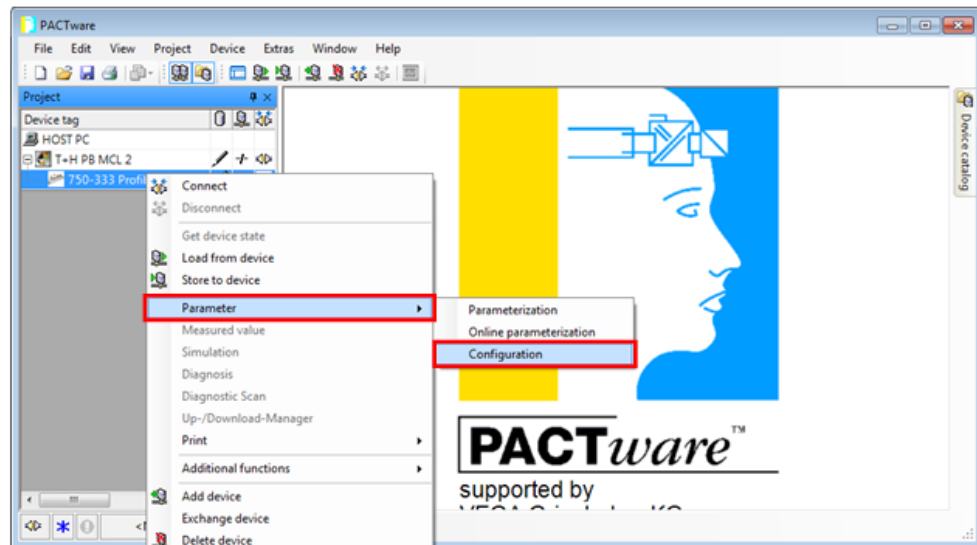 PACTware
File Edit View Project Device Extras Window Help
Project
Device tag
HOST PC
T+H PB MCL 2
750-333
Connect
Disconnect
Get device state
Load from device
Store to device
Parameter
Measured value
Simulation
Diagnosis
Diagnostic Scan
Up-/Download-Manager
Print
Additional functions
Add device
Exchange device
Delete device
Parameterization
Online parameterization
Configuration
Device catalog
PACTware™
supported by